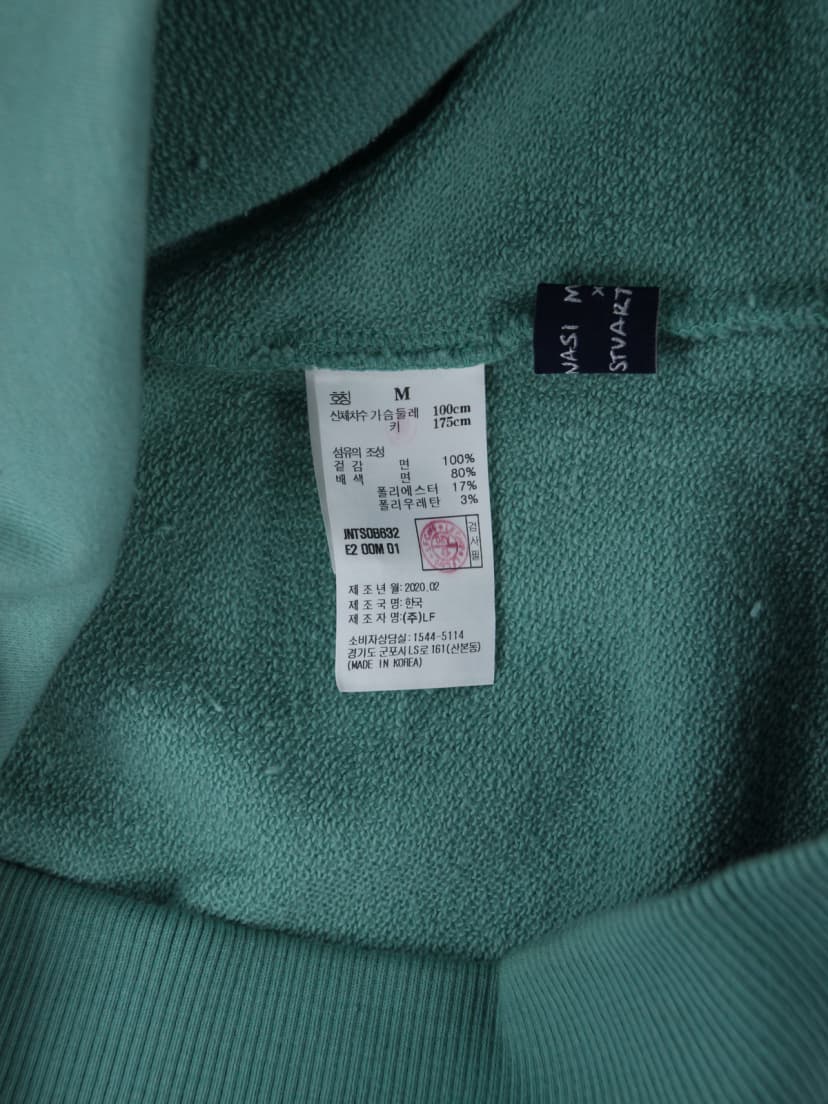 호칭 M
신체치수 가슴둘레 100cm
키 175cm
섬유의 조성
겉감 면 100%
배색 면 80%
폴리에스터 17%
폴리우레탄 3%
JNTS0B632
E2 00M 01
검사필
제조년월: 2020.02
제조국명: 한국
제조자명: (주)LF
소비자상담실: 1544-5114
경기도 군포시 LS로 161(산본동)
(MADE IN KOREA)
NASI M
x
STUART